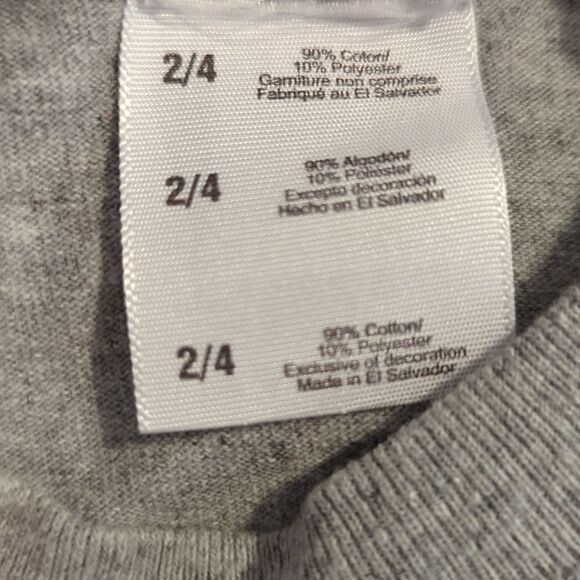 2/4
90% Coton/
10% Polyester
Garniture non comprise
Fabriqué au El Salvador
2/4
90% Algodón/
10% Poliéster
Excepto decoración
Hecho en El Salvador
2/4
90% Cotton/
10% Polyester
Exclusive of decoration
Made in El Salvador